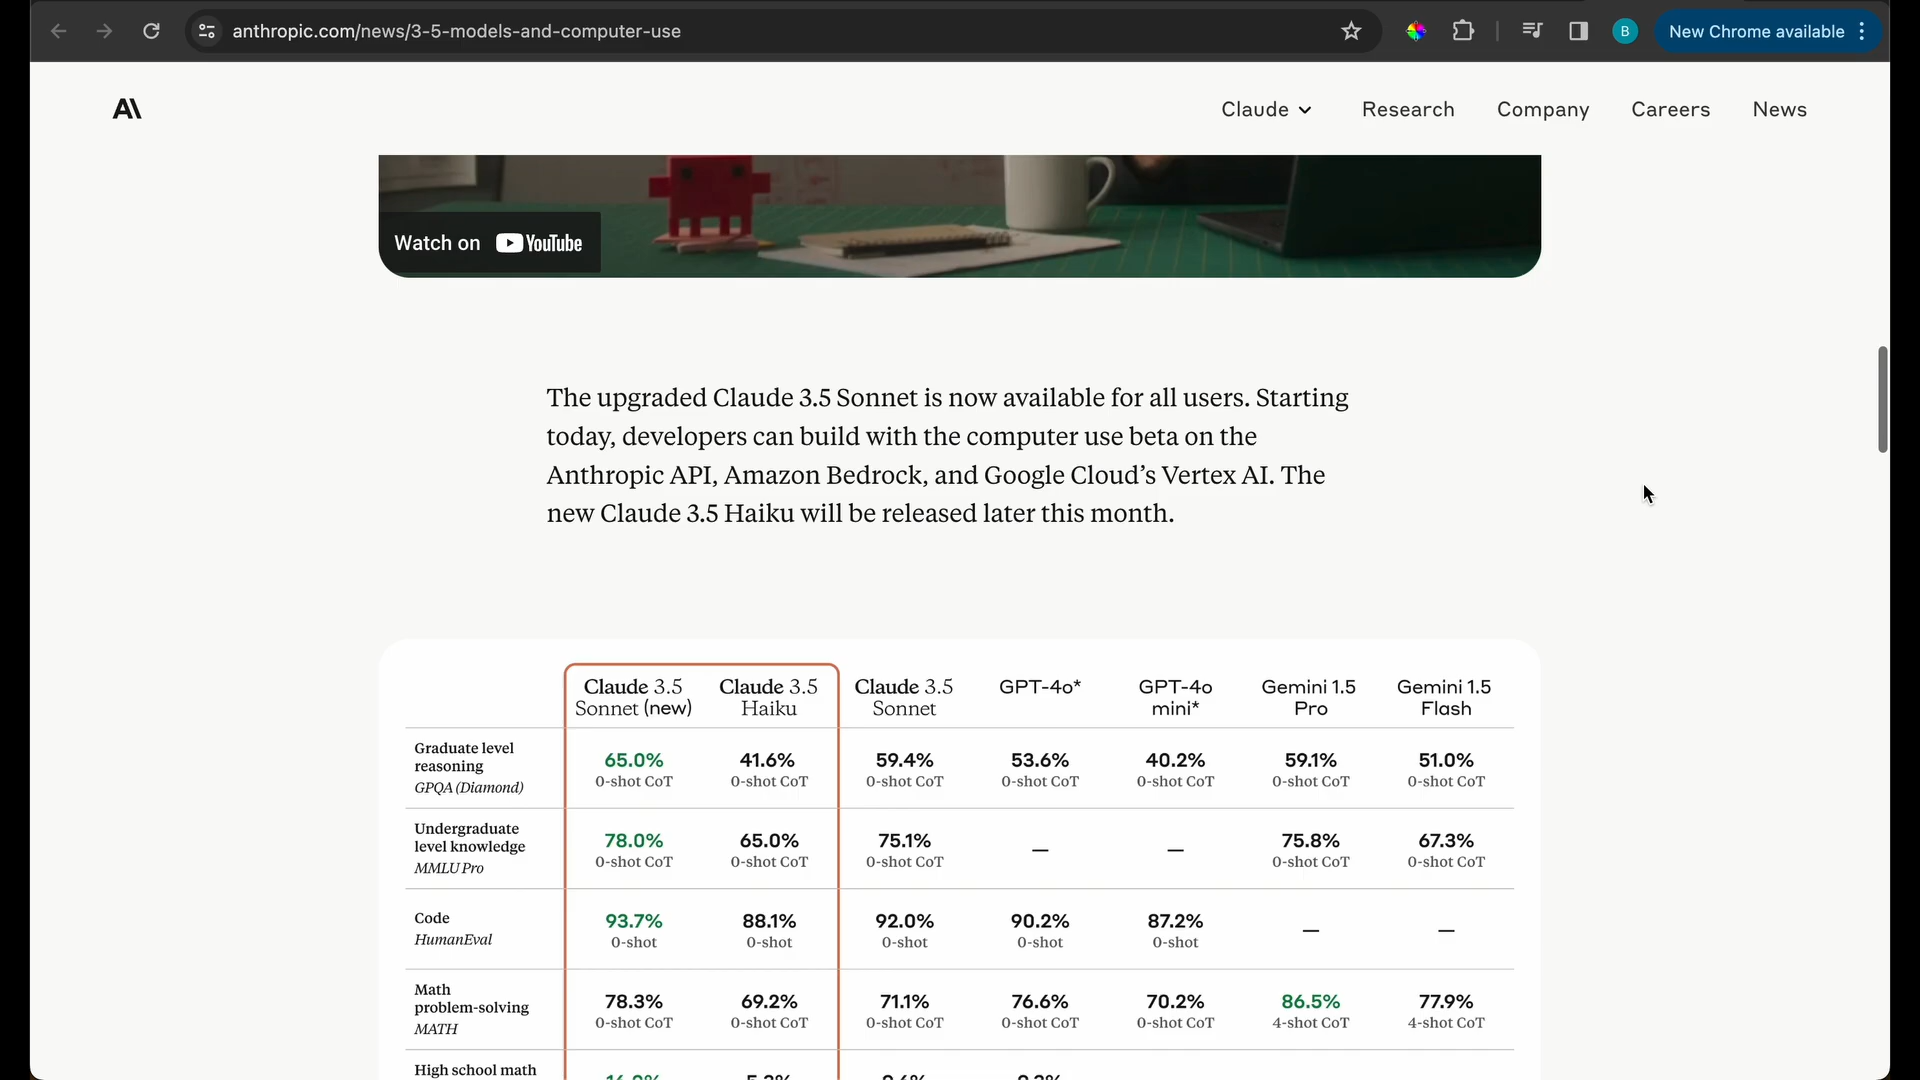 anthropic.com/news/3-5-models-and-computer-use
B
New Chrome available
A\
Claude
Research
Company
Careers
News
Watch on YouTube
The upgraded Claude 3.5 Sonnet is now available for all users. Starting
today, developers can build with the computer use beta on the
Anthropic API, Amazon Bedrock, and Google Cloud’s Vertex AI. The
new Claude 3.5 Haiku will be released later this month.
Claude 3.5 Sonnet (new)
Claude 3.5 Haiku
Claude 3.5 Sonnet
GPT-4o*
GPT-4o mini*
Gemini 1.5 Pro
Gemini 1.5 Flash
Graduate level
reasoning
GPQA (Diamond)
65.0% 41.6% 59.4% 53.6% 40.2% 59.1% 51.0%
0-shot CoT 0-shot CoT 0-shot CoT 0-shot CoT 0-shot CoT 0-shot CoT 0-shot CoT
Undergraduate
level knowledge
MMLU Pro
78.0% 65.0% 75.1% — — 75.8% 67.3%
0-shot CoT 0-shot CoT 0-shot CoT 0-shot CoT 0-shot CoT
Code
HumanEval
93.7% 88.1% 92.0% 90.2% 87.2% — —
0-shot 0-shot 0-shot 0-shot 0-shot
Math
problem-solving
MATH
78.3% 69.2% 71.1% 76.6% 70.2% 86.5% 77.9%
0-shot CoT 0-shot CoT 0-shot CoT 0-shot CoT 0-shot CoT 4-shot CoT 4-shot CoT
High school math